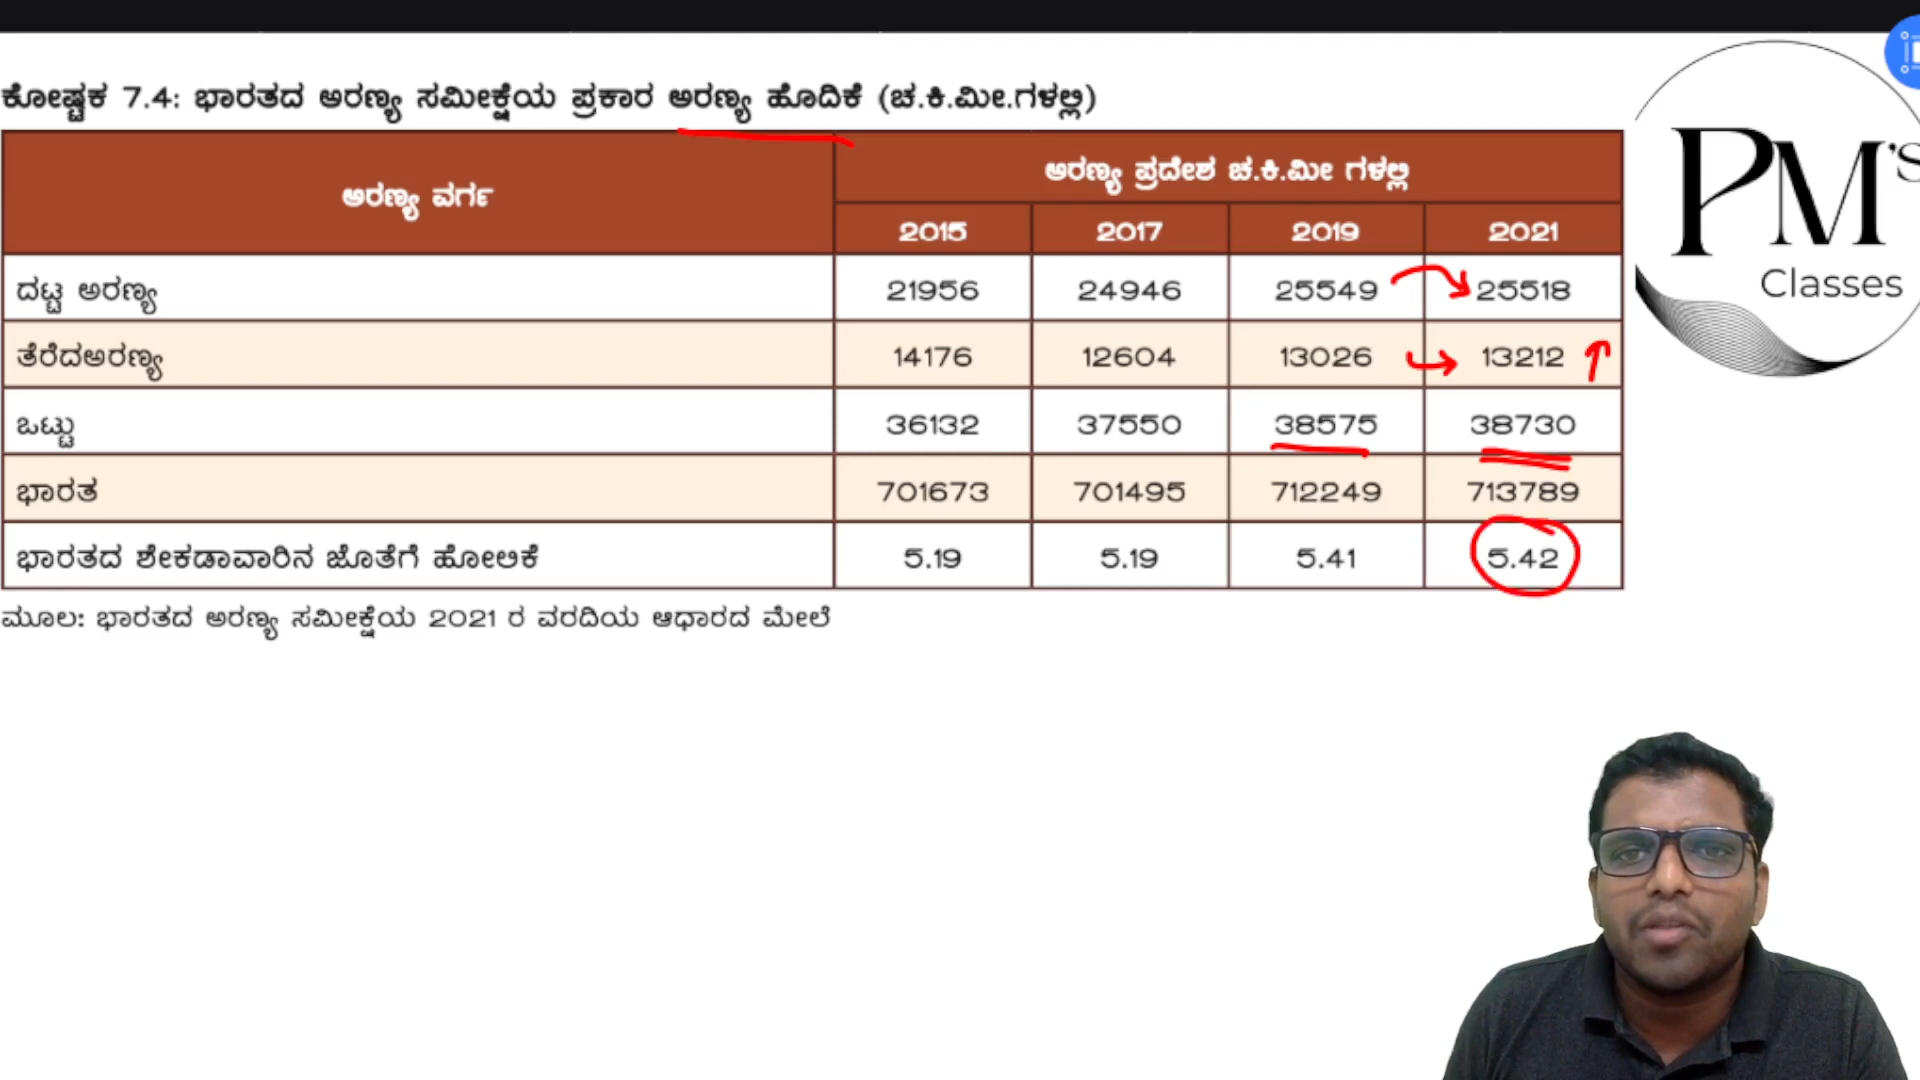 ಕೋಷ್ಟಕ 7.4: ಭಾರತದ ಅರಣ್ಯ ಸಮೀಕ್ಷೆಯ ಪ್ರಕಾರ ಅರಣ್ಯ ಹೊದಿಕೆ (ಚ.ಕಿ.ಮೀ.ಗಳಲ್ಲಿ)
ಅರಣ್ಯ ವರ್ಗ ಅರಣ್ಯ ಪ್ರದೇಶ ಚ.ಕಿ.ಮೀ ಗಳಲ್ಲಿ
2015 2017 2019 2021
ದಟ್ಟ ಅರಣ್ಯ 21956 24946 25549 25518
ತೆರೆದಅರಣ್ಯ 14176 12604 13026 13212
ಒಟ್ಟು 36132 37550 38575 38730
ಭಾರತ 701673 701495 712249 713789
ಭಾರತದ ಶೇಕಡಾವಾರಿನ ಜೊತೆಗೆ ಹೋಲಿಕೆ 5.19 5.19 5.41 5.42
ಮೂಲ: ಭಾರತದ ಅರಣ್ಯ ಸಮೀಕ್ಷೆಯ 2021 ರ ವರದಿಯ ಆಧಾರದ ಮೇಲೆ
PM'S
Classes